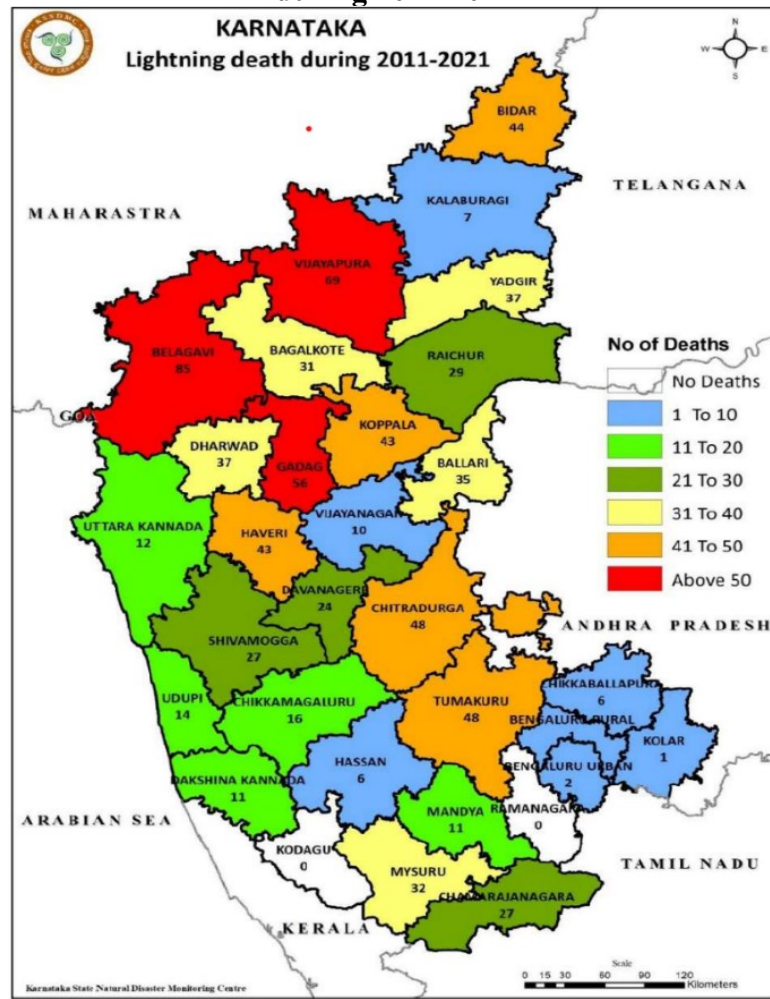 KARNATAKA
Lightning death during 2011-2021
N
W
E
S
BIDAR
44
TELANGANA
KALABURAGI
7
MAHARASTRA
VIJAYAPURA
69
YADGIR
37
No of Deaths
No Deaths
1 To 10
11 To 20
21 To 30
31 To 40
41 To 50
Above 50
BELAGAVI
85
BAGALKOTE
31
RAICHUR
29
KOPPALA
43
DHARWAD
37
GADAG
56
BALLARI
35
UTTARA KANNADA
12
HAVERI
43
10
24
CHITRADURGA
48
ANDHRA PRADESH
SHIVAMOGGA
27
UDUPI
14
CHIKKAMAGALURU
16
TUMAKURU
48
6
BENGALURU RURAL
KOLAR
1
HASSAN
6
BENGALURU URBAN
2
DAKSHINA KANNADA
11
MANDYA
11
0
ARABIAN SEA
KODAGU
0
MYSURU
32
TAMIL NADU
27
KERALA
Karnataka State Natural Disaster Monitoring Centre
Scale
0 15 30 60 90 120
Kilometers